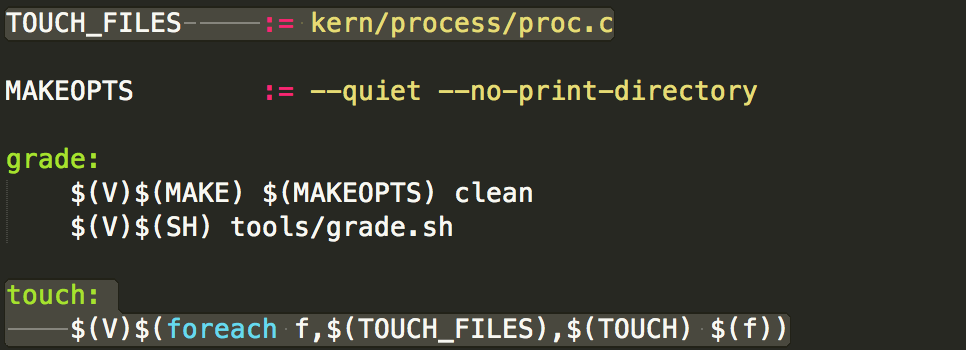 TOUCH_FILES := kern/process/proc.c
MAKEOPTS := --quiet --no-print-directory
grade:
$(V)$(MAKE) $(MAKEOPTS) clean
$(V)$(SH) tools/grade.sh
touch:
$(V)$(foreach f,$(TOUCH_FILES),$(TOUCH) $(f))